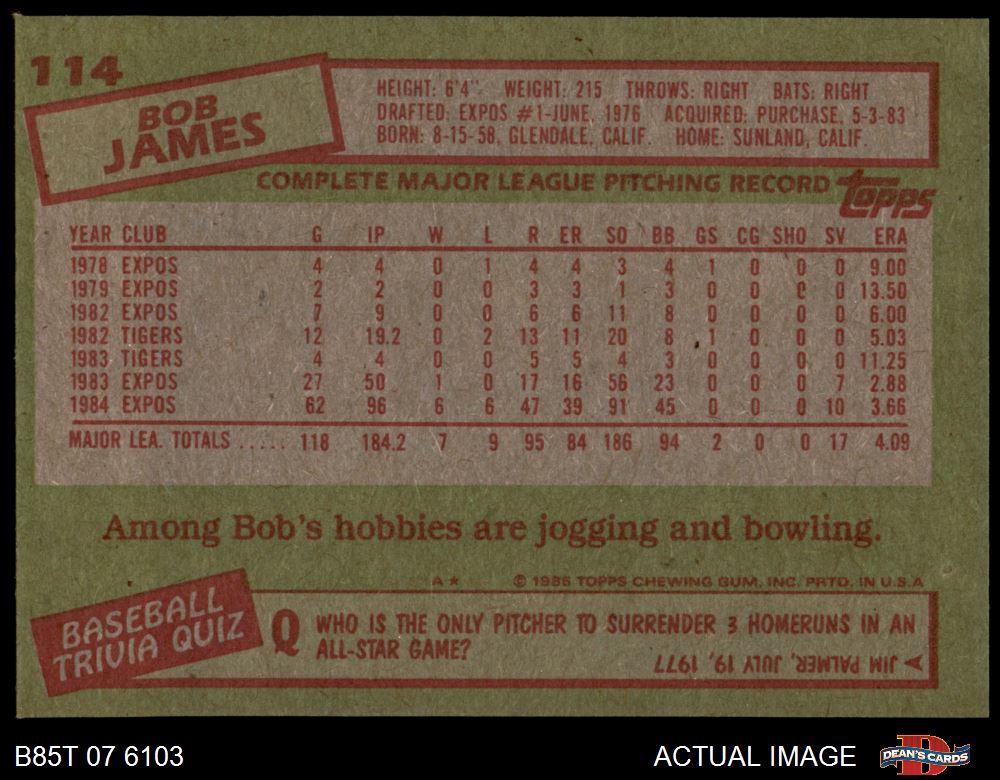 114
BOB
JAMES
HEIGHT: 6'4" WEIGHT: 215 THROWS: RIGHT BATS: RIGHT
DRAFTED: EXPOS #1-JUNE, 1976 ACQUIRED: PURCHASE, 5-3-83
BORN: 8-15-58, GLENDALE, CALIF. HOME: SUNLAND, CALIF.
COMPLETE MAJOR LEAGUE PITCHING RECORD topps
YEAR CLUB G IP W L R ER SO BB GS CG SHO SV ERA
1978 EXPOS 4 4 0 1 4 4 3 4 1 0 0 0 9.00
1979 EXPOS 2 2 0 0 3 3 1 3 0 0 0 0 13.50
1982 EXPOS 7 9 0 0 6 6 11 8 0 0 0 0 6.00
1982 TIGERS 12 19.2 0 2 13 11 20 8 1 0 0 0 5.03
1983 TIGERS 4 4 0 0 5 5 4 3 0 0 0 0 11.25
1983 EXPOS 27 50 1 0 17 16 56 23 0 0 0 7 2.88
1984 EXPOS 62 96 6 6 47 39 91 45 0 0 0 10 3.66
MAJOR LEA. TOTALS ..... 118 184.2 7 9 95 84 186 94 2 0 0 17 4.09
Among Bob's hobbies are jogging and bowling.
A* © 1985 TOPPS CHEWING GUM, INC. PRTD. IN U.S.A
BASEBALL
TRIVIA QUIZ
Q WHO IS THE ONLY PITCHER TO SURRENDER 3 HOMERUNS IN AN
ALL-STAR GAME?
A JIM PALMER, JULY 19, 1977
B85T 07 6103 ACTUAL IMAGE D DEAN'S CARDS